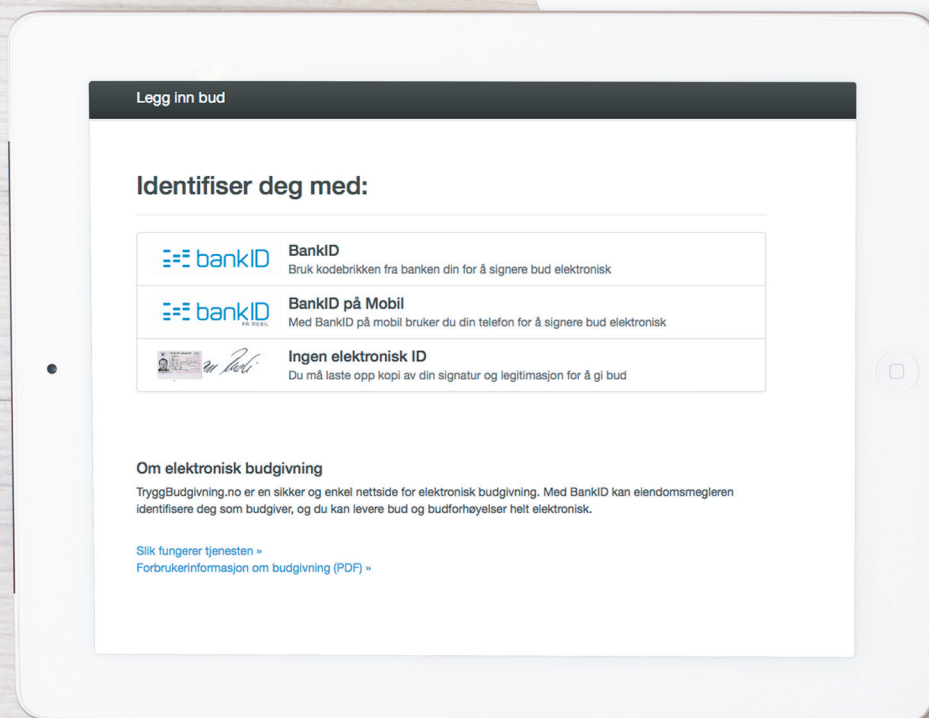 Legg inn bud
Identifiser deg med:
bankID
BankID
Bruk kodebrikken fra banken din for å signere bud elektronisk
bankID
PÅ MOBIL
BankID på Mobil
Med BankID på mobil bruker du din telefon for å signere bud elektronisk
Ingen elektronisk ID
Du må laste opp kopi av din signatur og legitimasjon for å gi bud
Om elektronisk budgivning
TryggBudgivning.no er en sikker og enkel nettside for elektronisk budgivning. Med BankID kan eiendomsmegleren
identifisere deg som budgiver, og du kan levere bud og budforhøyelser helt elektronisk.
Slik fungerer tjenesten »
Forbrukerinformasjon om budgivning (PDF) »